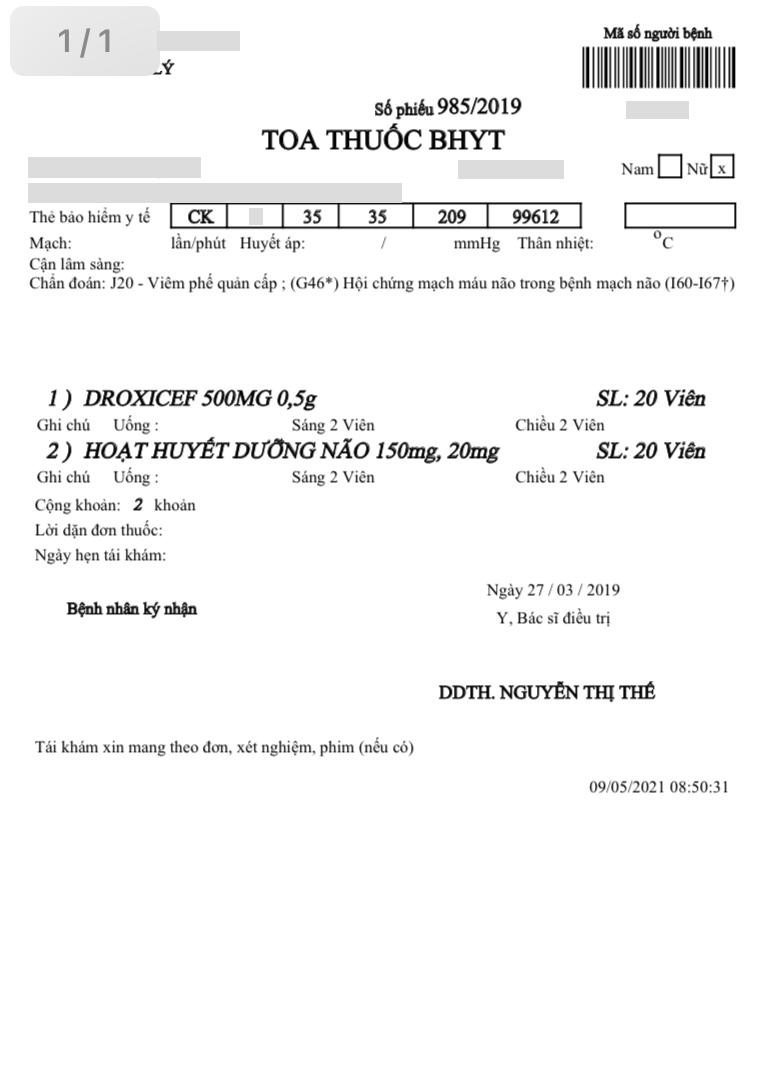 1/1
Mã số người bệnh
LÝ
Số phiếu 985/2019
TOA THUỐC BHYT
Nam Nữ x
Thẻ bảo hiểm y tế CK 35 35 209 99612
Mạch: lần/phút Huyết áp: / mmHg Thân nhiệt: °C
Cận lâm sàng:
Chẩn đoán: J20 - Viêm phế quản cấp ; (G46*) Hội chứng mạch máu não trong bệnh mạch não (I60-I67†)
1 ) DROXICEF 500MG 0,5g SL: 20 Viên
Ghi chú Uống : Sáng 2 Viên Chiều 2 Viên
2 ) HOẠT HUYẾT DƯỠNG NÃO 150mg, 20mg SL: 20 Viên
Ghi chú Uống : Sáng 2 Viên Chiều 2 Viên
Cộng khoản: 2 khoản
Lời dặn đơn thuốc:
Ngày hẹn tái khám:
Ngày 27 / 03 / 2019
Bệnh nhân ký nhận
Y, Bác sĩ điều trị
DDTH. NGUYỄN THỊ THẾ
Tái khám xin mang theo đơn, xét nghiệm, phim (nếu có)
09/05/2021 08:50:31